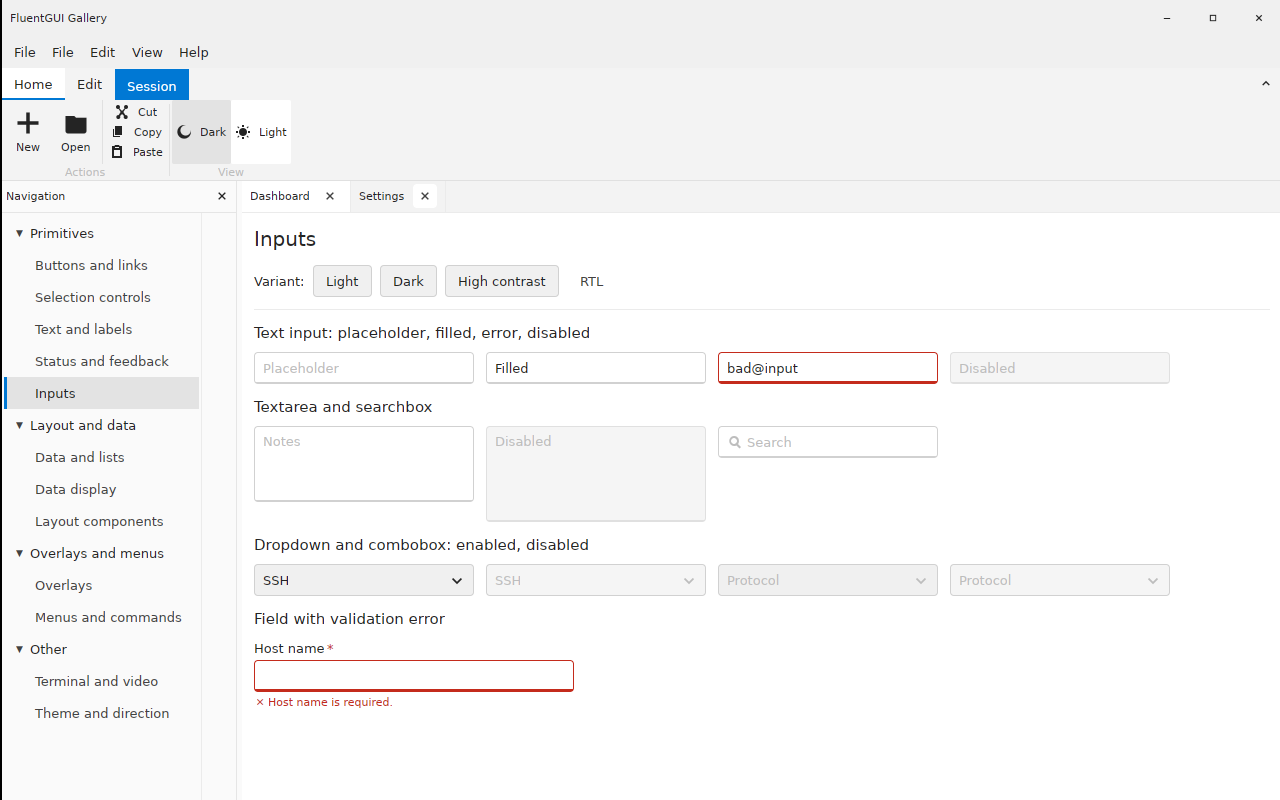 FluentGUI Gallery
File File Edit View Help
Home Edit Session
New Open Cut Copy Paste Dark Light
Actions View
Navigation
Dashboard Settings
Primitives
Buttons and links
Selection controls
Text and labels
Status and feedback
Inputs
Layout and data
Data and lists
Data display
Layout components
Overlays and menus
Overlays
Menus and commands
Other
Terminal and video
Theme and direction
Inputs
Variant: Light Dark High contrast RTL
Text input: placeholder, filled, error, disabled
Placeholder Filled bad@input Disabled
Textarea and searchbox
Notes Disabled Search
Dropdown and combobox: enabled, disabled
SSH SSH Protocol Protocol
Field with validation error
Host name *
Host name is required.